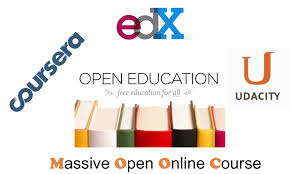 edX
coursera
OPEN EDUCATION
free education for all
UDACITY
Massive Open Online Course